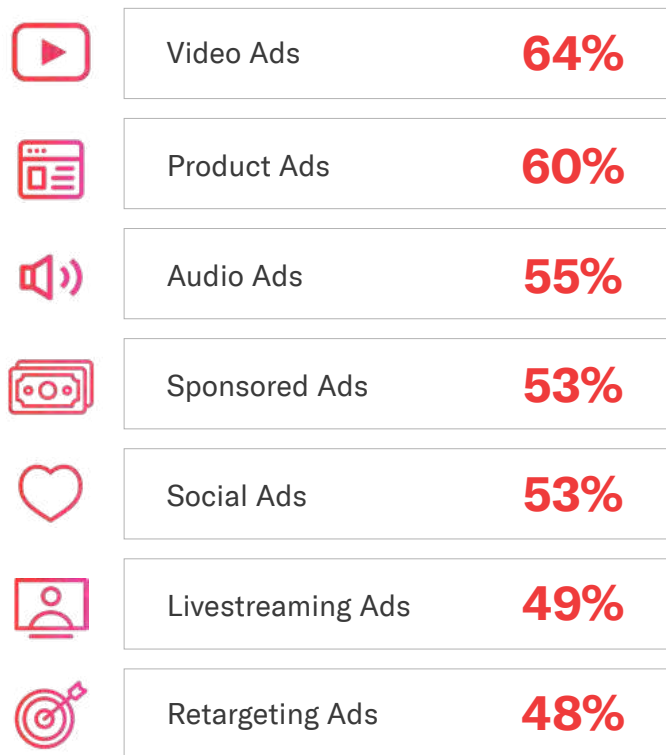 Video Ads 64%
Product Ads 60%
Audio Ads 55%
Sponsored Ads 53%
Social Ads 53%
Livestreaming Ads 49%
Retargeting Ads 48%